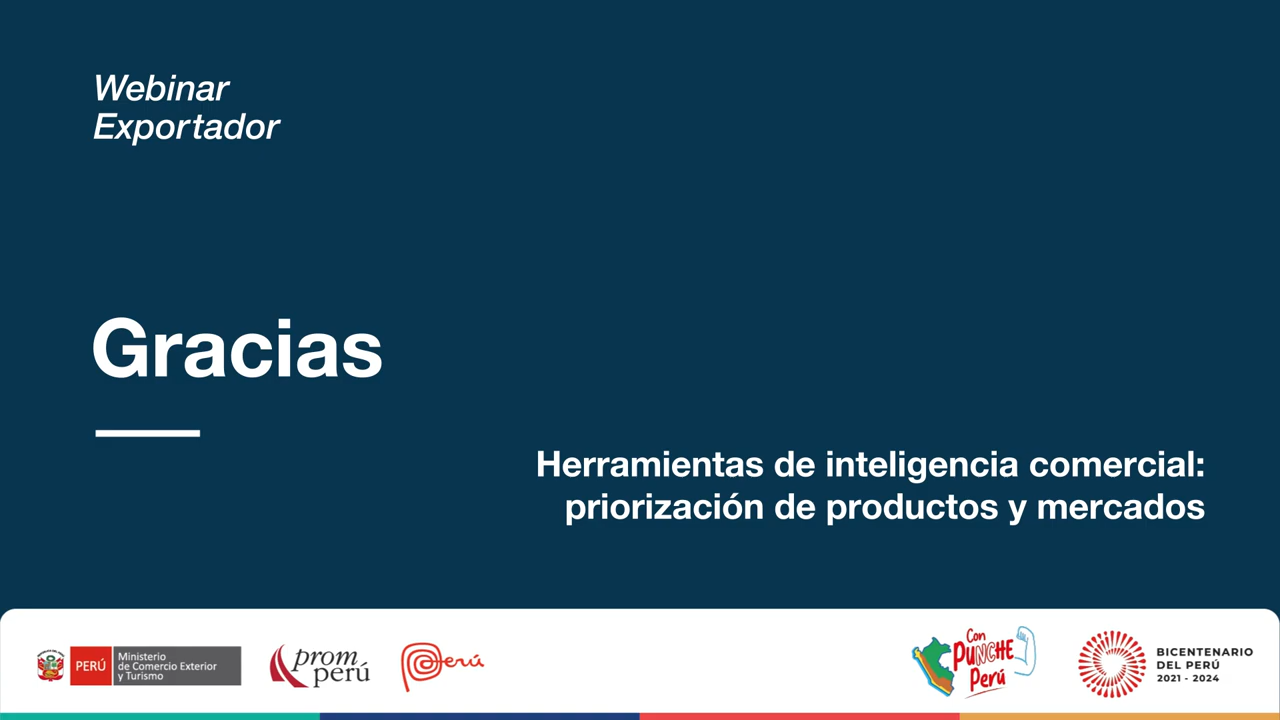 Webinar
Exportador
Gracias
Herramientas de inteligencia comercial:
priorización de productos y mercados
PERÚ
Ministerio
de Comercio Exterior
y Turismo
prom
perú
Perú
Con
PUNCHE
Perú
BICENTENARIO
DEL PERÚ
2021 - 2024